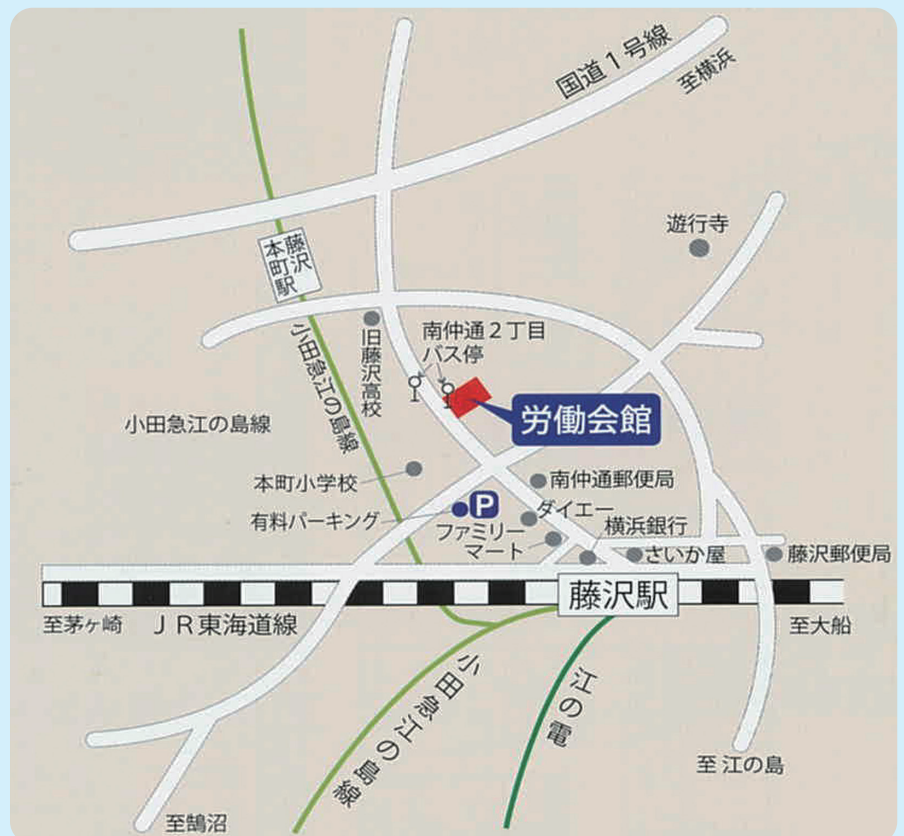 国道1号線
至横浜
遊行寺
藤沢
本町駅
南仲通2丁目
バス停
旧藤沢高校
小田急江の島線
労働会館
小田急江の島線
本町小学校
南仲通郵便局
有料パーキング
P
ダイエー
ファミリー
マート
横浜銀行
さいか屋
藤沢郵便局
藤沢駅
至茅ヶ崎
JR東海道線
至大船
小田急江の島線
江の電
至 江の島
至鵠沼